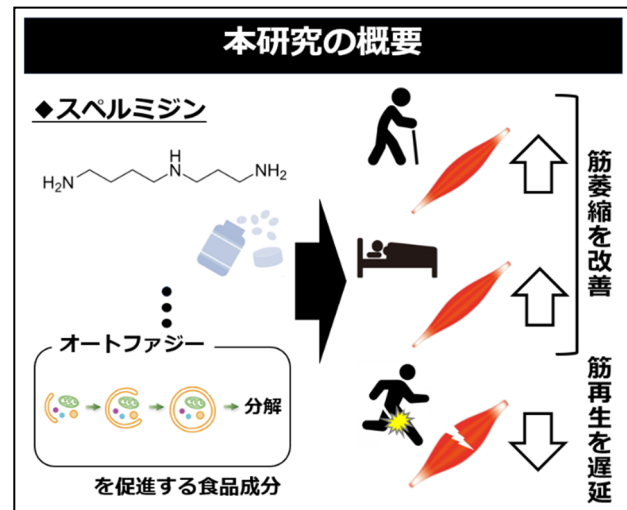 本研究の概要
◆スペルミジン
H
N
H₂N
NH₂
オートファジー
分解
を促進する食品成分
筋萎縮を改善
筋再生を遅延